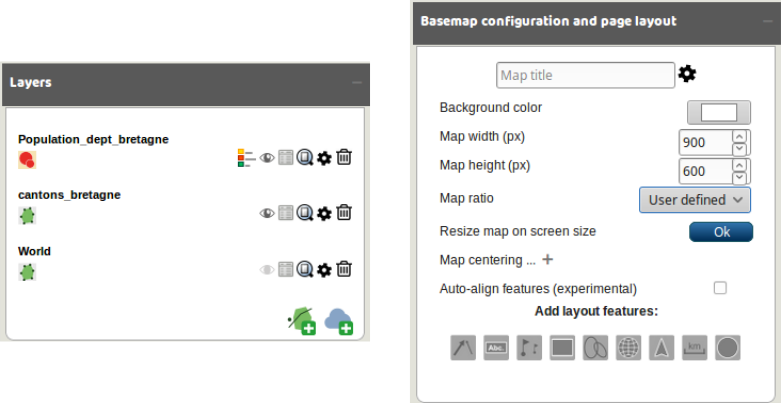 Layers
Population_dept_bretagne
cantons_bretagne
World
Basemap configuration and page layout
Map title
Background color
Map width (px) 900
Map height (px) 600
Map ratio User defined
Resize map on screen size Ok
Map centering ... +
Auto-align features (experimental)
Add layout features:
Abc. km